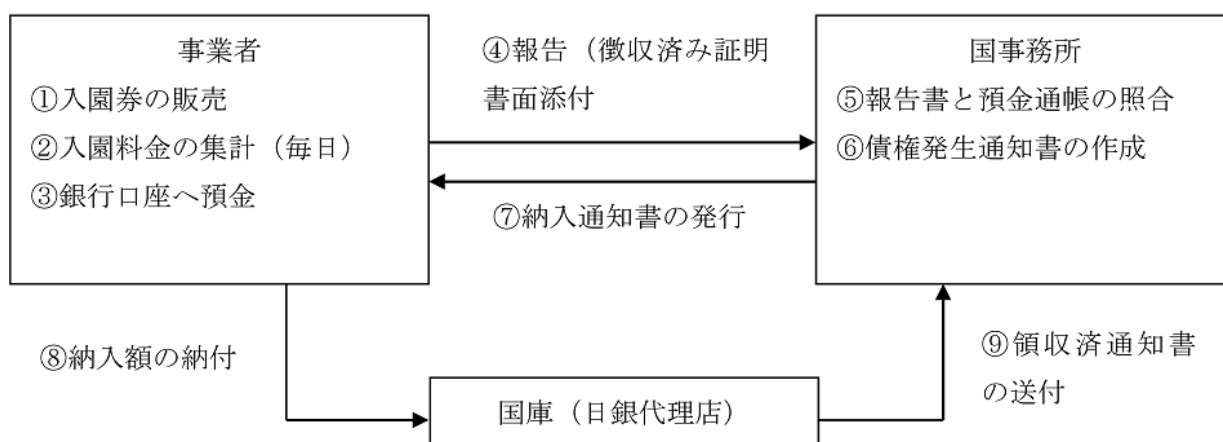 事業者
①入園券の販売
②入園料金の集計（毎日）
③銀行口座へ預金
④報告（徴収済み証明
書面添付
国事務所
⑤報告書と預金通帳の照合
⑥債権発生通知書の作成
⑦納入通知書の発行
⑧納入額の納付
国庫（日銀代理店）
⑨領収済通知書
の送付